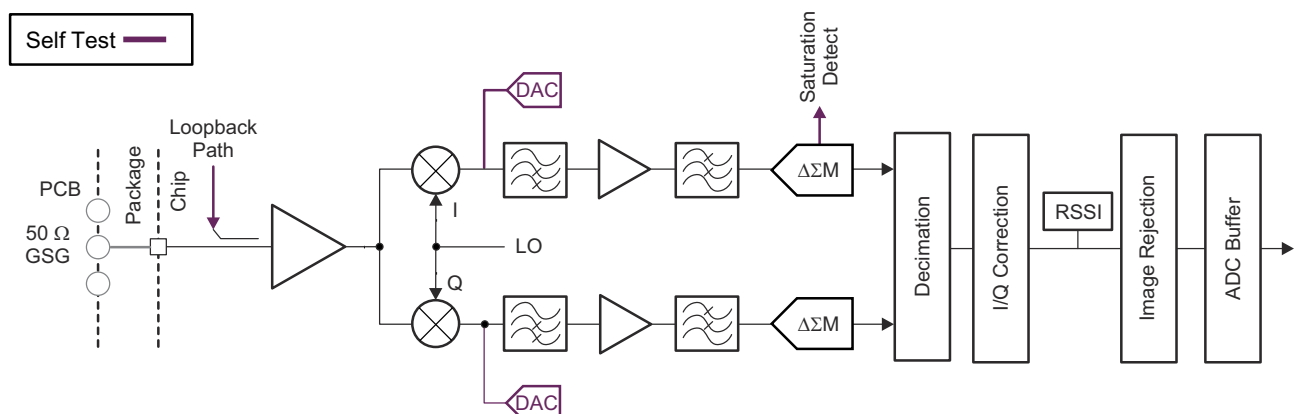 Self Test
DAC
Saturation
Detect
Loopback
Path
PCB
Package
Chip
50 Ω
GSG
I
LO
Q
ΔΣM
ΔΣM
DAC
Decimation
I/Q Correction
RSSI
Image Rejection
ADC Buffer